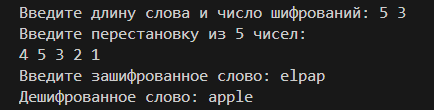 Введите длину слова и число шифрований: 5 3
Введите перестановку из 5 чисел:
4 5 3 2 1
Введите зашифрованное слово: elpap
Дешифрованное слово: apple